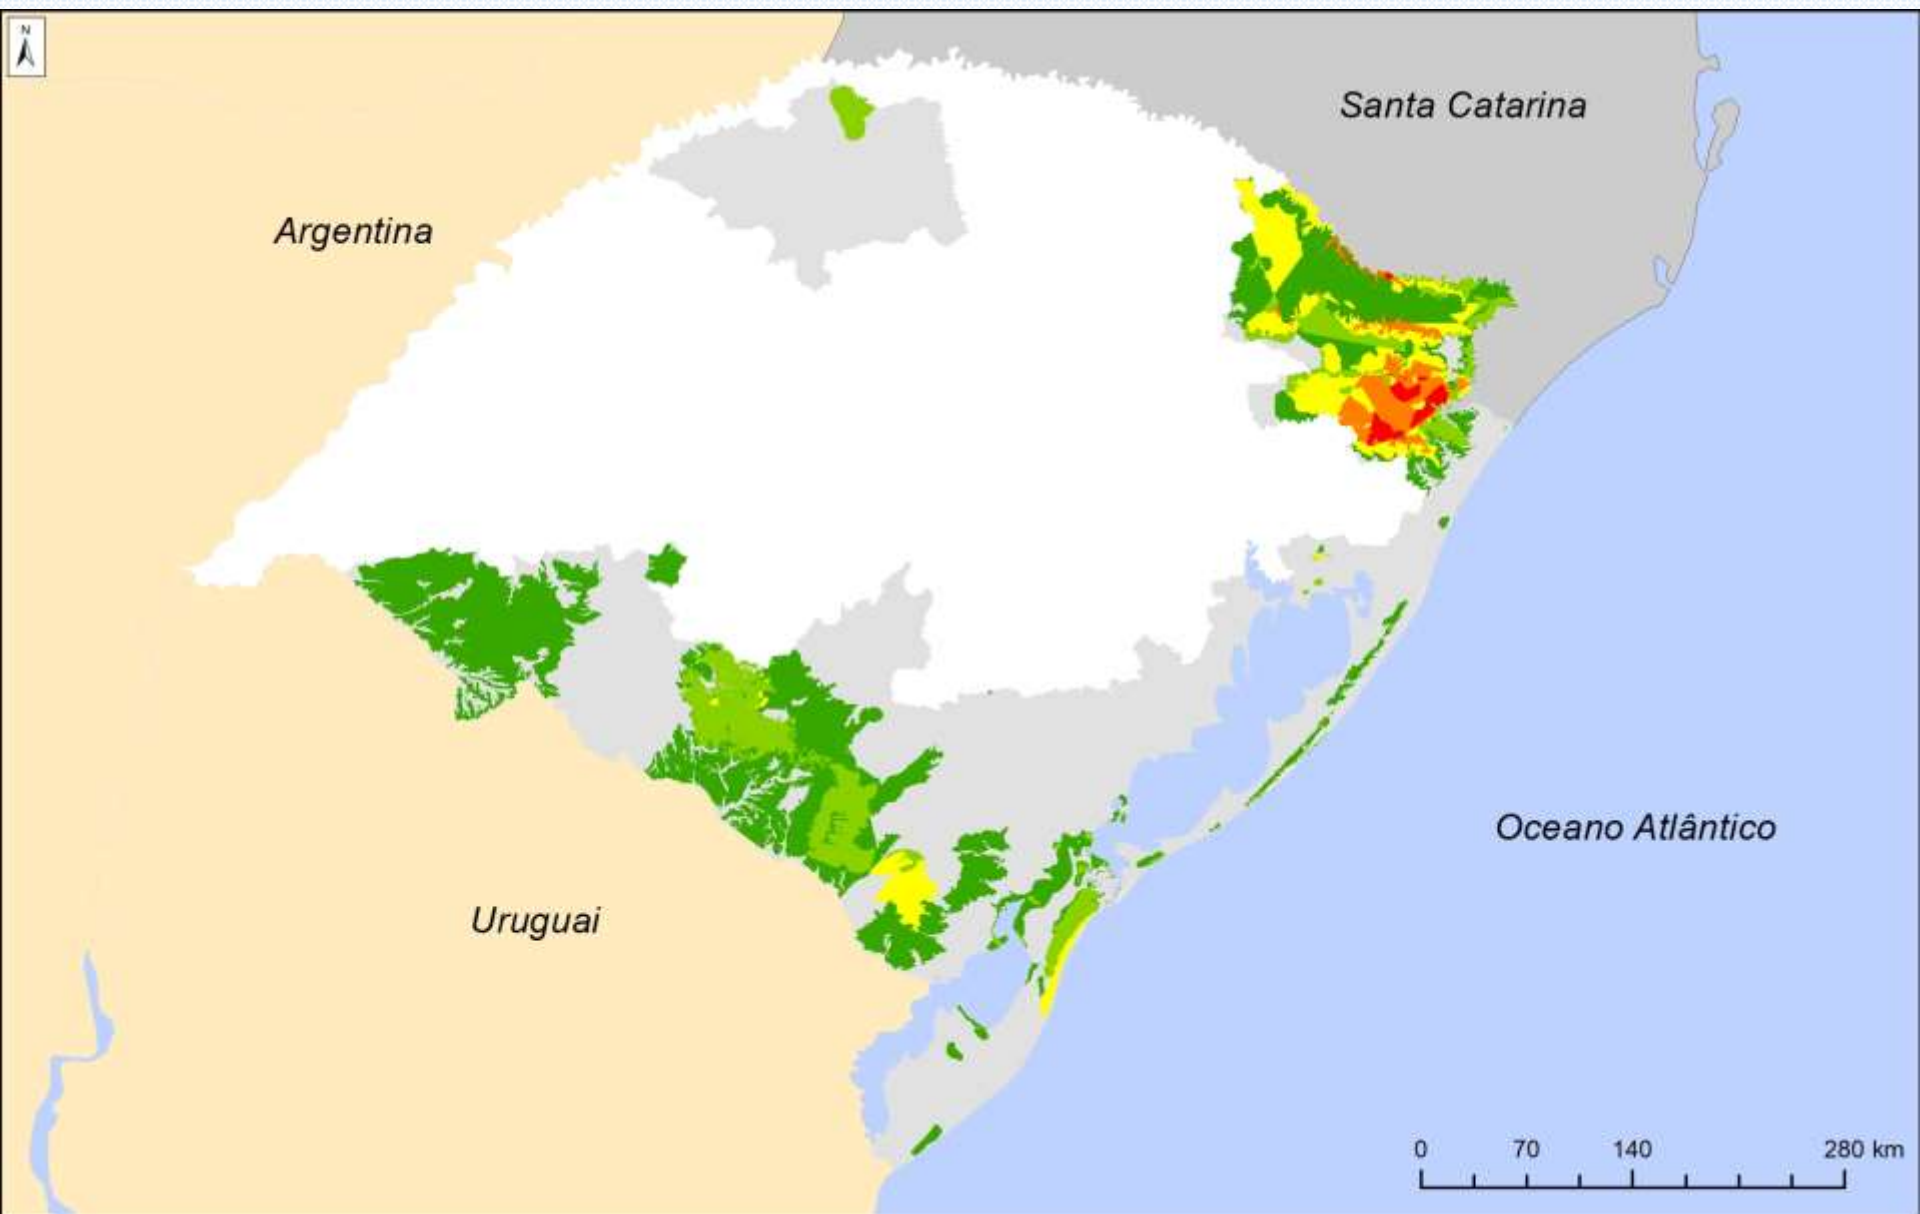 N
Santa Catarina
Argentina
Oceano Atlântico
Uruguai
0 70 140 280 km